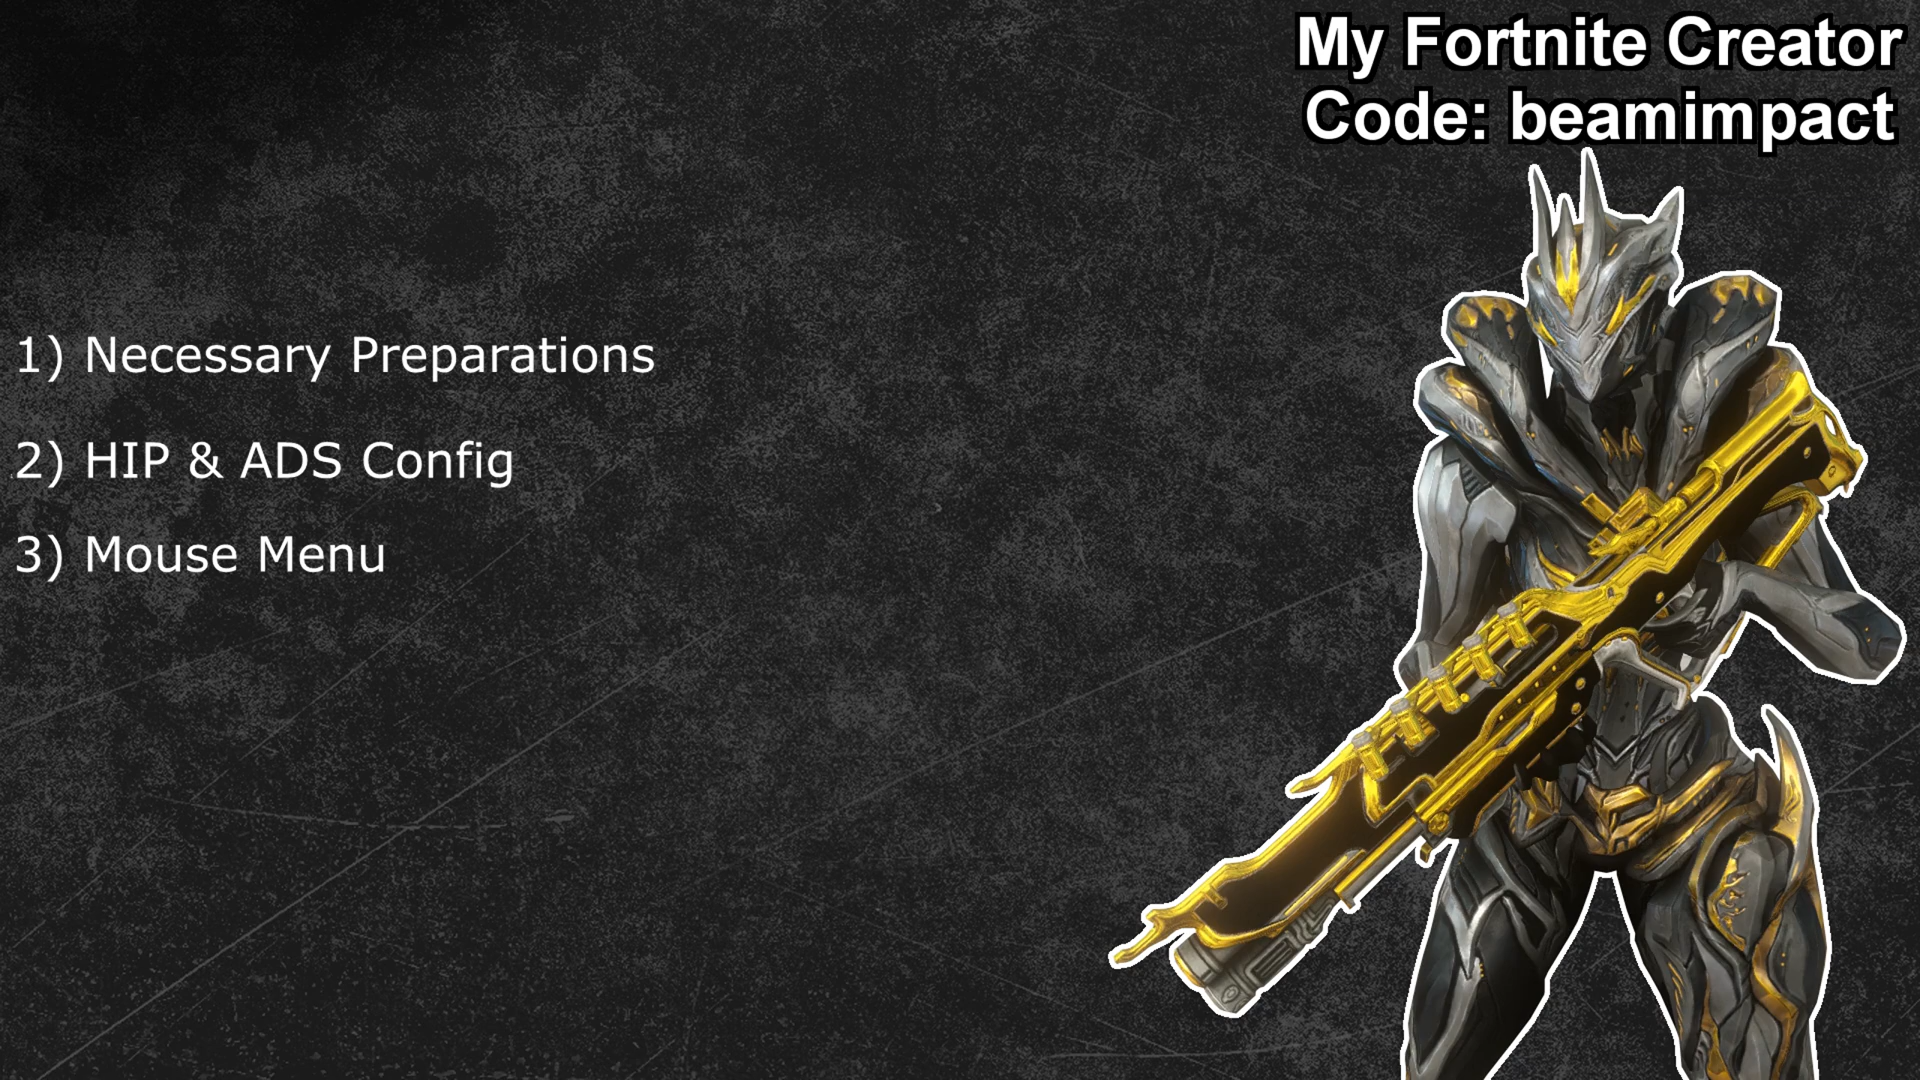 My Fortnite Creator
Code: beamimpact
1) Necessary Preparations
2) HIP & ADS Config
3) Mouse Menu